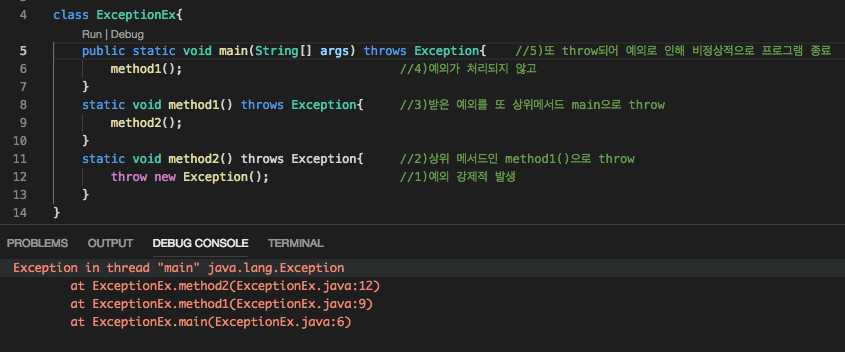 4 class ExceptionEx{
Run | Debug
5 public static void main(String[] args) throws Exception{ //5)또 throw되어 예외로 인해 비정상적으로 프로그램 종료
6 method1(); //4)예외가 처리되지 않고
7 }
8 static void method1() throws Exception{ //3)받은 예외를 또 상위메서드 main으로 throw
9 method2();
10 }
11 static void method2() throws Exception{ //2)상위 메서드인 method1()으로 throw
12 throw new Exception(); //1)예외 강제적 발생
13 }
14 }
PROBLEMS OUTPUT DEBUG CONSOLE TERMINAL
Exception in thread "main" java.lang.Exception
at ExceptionEx.method2(ExceptionEx.java:12)
at ExceptionEx.method1(ExceptionEx.java:9)
at ExceptionEx.main(ExceptionEx.java:6)